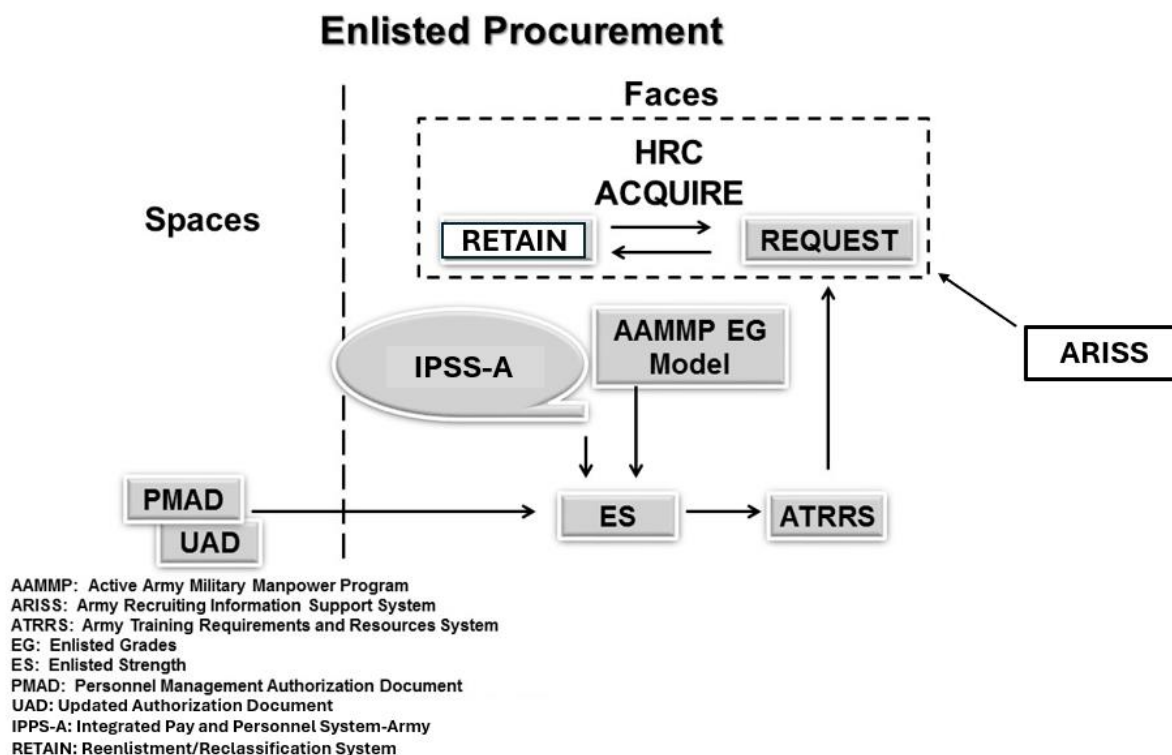 Enlisted Procurement
Faces
HRC
ACQUIRE
Spaces
RETAIN
REQUEST
IPSS-A
AAMMP EG
Model
ARISS
PMAD
UAD
ES
ATRRS
AAMMP: Active Army Military Manpower Program
ARISS: Army Recruiting Information Support System
ATRRS: Army Training Requirements and Resources System
EG: Enlisted Grades
ES: Enlisted Strength
PMAD: Personnel Management Authorization Document
UAD: Updated Authorization Document
IPPS-A: Integrated Pay and Personnel System-Army
RETAIN: Reenlistment/Reclassification System